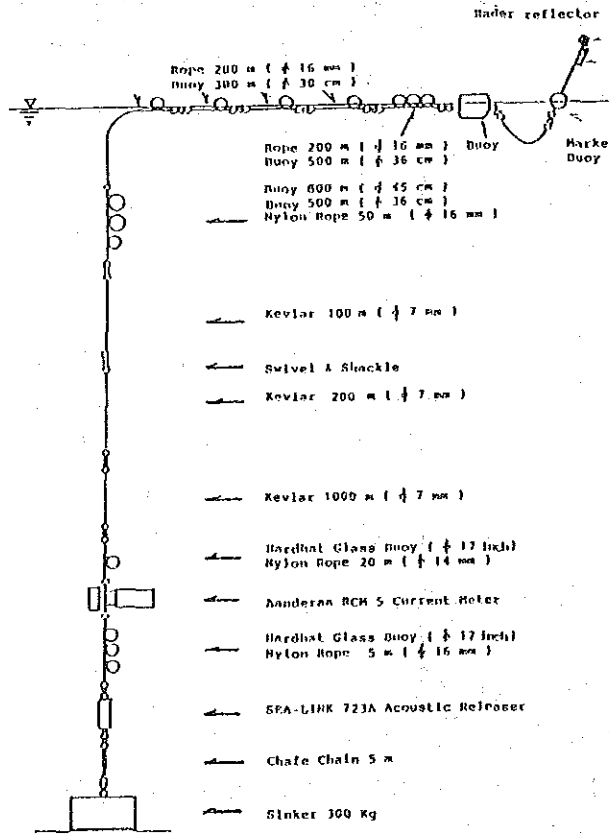 Rader reflector
Rope 200 m ( ϕ 16 mm )
Buoy 300 m ( ϕ 30 cm )
Rope 200 m ( ϕ 16 mm )
Buoy 500 m ( ϕ 36 cm )
Buoy
Marke
Buoy
Buoy 600 m ( ϕ 45 cm )
Buoy 500 m ( ϕ 36 cm )
Nylon Rope 50 m ( ϕ 16 mm )
Kevlar 100 m ( ϕ 7 mm )
Swivel & Shackle
Kevlar 200 m ( ϕ 7 mm )
Kevlar 1000 m ( ϕ 7 mm )
Hardhat Glass Buoy ( ϕ 17 inch)
Nylon Rope 20 m ( ϕ 14 mm )
Aanderaa RCM 5 Current Meter
Hardhat Glass Buoy ( ϕ 17 inch)
Nylon Rope 5 m ( ϕ 16 mm )
SEA-LINK 723A Acoustic Releaser
Chafe Chain 5 m
Sinker 300 Kg